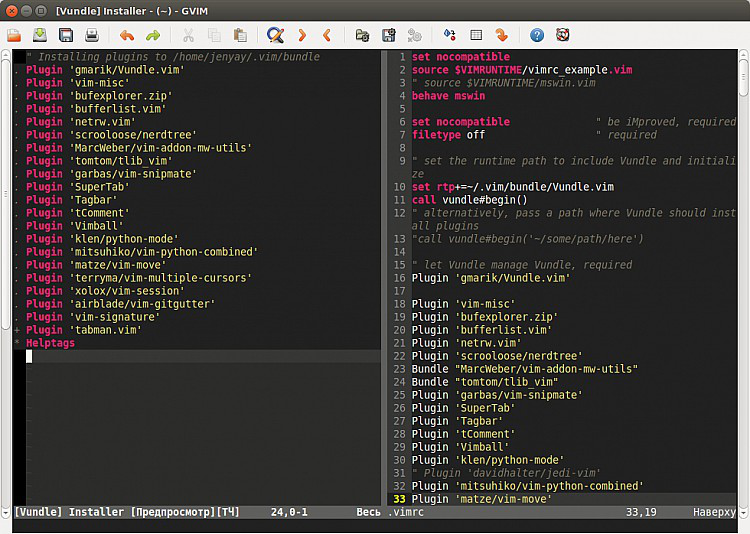 [Vundle] Installer - (~) - GVIM
" Installing plugins to /home/jenyay/.vim/bundle
. Plugin 'gmarik/Vundle.vim'
. Plugin 'vim-misc'
. Plugin 'bufexplorer.zip'
. Plugin 'bufferlist.vim'
. Plugin 'netrw.vim'
. Plugin 'scrooloose/nerdtree'
. Plugin 'MarcWeber/vim-addon-mw-utils'
. Plugin 'tomtom/tlib_vim'
. Plugin 'garbas/vim-snipmate'
. Plugin 'SuperTab'
. Plugin 'Tagbar'
. Plugin 'tComment'
. Plugin 'Vimball'
. Plugin 'klen/python-mode'
. Plugin 'mitsuhiko/vim-python-combined'
. Plugin 'matze/vim-move'
. Plugin 'terryma/vim-multiple-cursors'
. Plugin 'xolox/vim-session'
. Plugin 'airblade/vim-gitgutter'
. Plugin 'vim-signature'
+ Plugin 'tabman.vim'
* Helptags
[Vundle] Installer [Предпросмотр][ТЧ] 24,0-1 Весь
1 set nocompatible
2 source $VIMRUNTIME/vimrc_example.vim
3 " source $VIMRUNTIME/mswin.vim
4 behave mswin
5
6 set nocompatible " be iMproved, required
7 filetype off " required
8
9 " set the runtime path to include Vundle and initiali
ze
10 set rtp+=~/.vim/bundle/Vundle.vim
11 call vundle#begin()
12 " alternatively, pass a path where Vundle should inst
all plugins
13 "call vundle#begin('~/some/path/here')
14
15 " let Vundle manage Vundle, required
16 Plugin 'gmarik/Vundle.vim'
17
18 Plugin 'vim-misc'
19 Plugin 'bufexplorer.zip'
20 Plugin 'bufferlist.vim'
21 Plugin 'netrw.vim'
22 Plugin 'scrooloose/nerdtree'
23 Bundle "MarcWeber/vim-addon-mw-utils"
24 Bundle "tomtom/tlib_vim"
25 Plugin 'garbas/vim-snipmate'
26 Plugin 'SuperTab'
27 Plugin 'Tagbar'
28 Plugin 'tComment'
29 Plugin 'Vimball'
30 Plugin 'klen/python-mode'
31 " Plugin 'davidhalter/jedi-vim'
32 Plugin 'mitsuhiko/vim-python-combined'
33 Plugin 'matze/vim-move'
.vimrc 33,19 Наверху